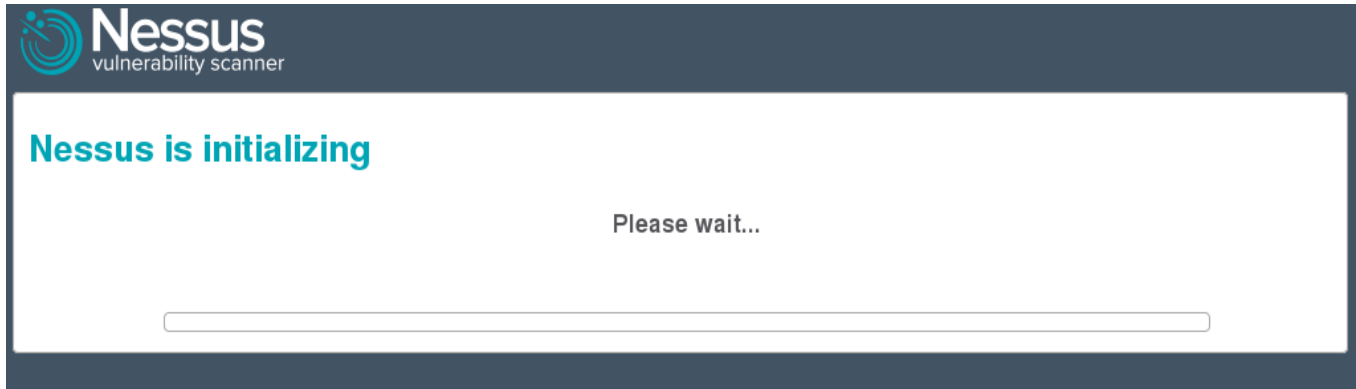 Nessus
vulnerability scanner
Nessus is initializing
Please wait...